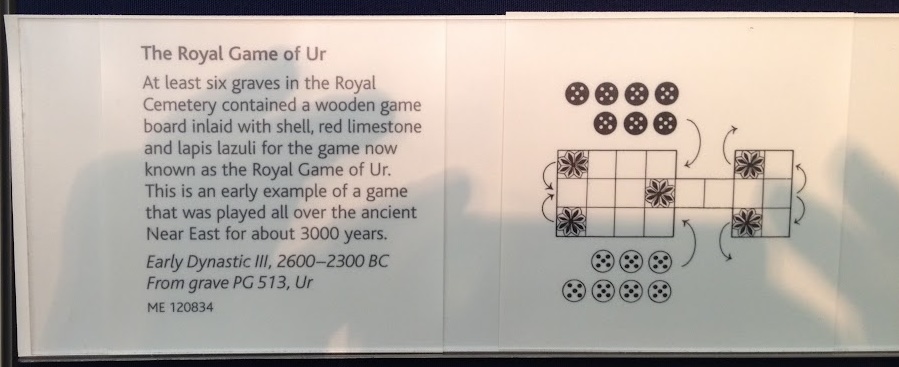 The Royal Game of Ur
At least six graves in the Royal
Cemetery contained a wooden game
board inlaid with shell, red limestone
and lapis lazuli for the game now
known as the Royal Game of Ur.
This is an early example of a game
that was played all over the ancient
Near East for about 3000 years.
Early Dynastic III, 2600–2300 BC
From grave PG 513, Ur
ME 120834